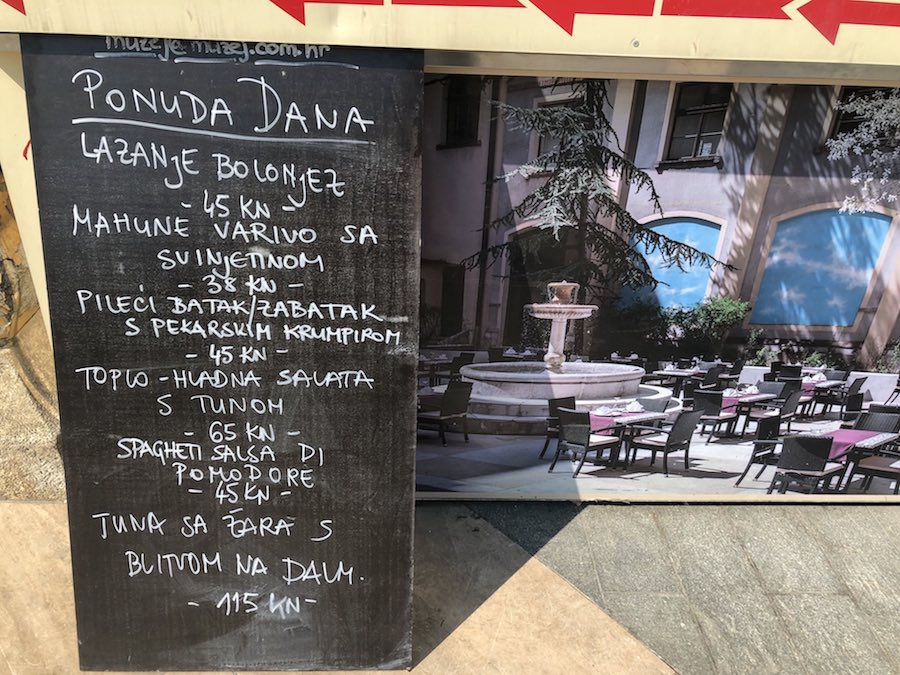 muzeje-muzej.com.hr
PONUDA DANA
LAZANJE BOLONJEZ
- 45 KN -
MAHUNE VARIVO SA
SVINJETINOM
- 38 KN -
PILEĆI BATAK/ZABATAK
S PEKARSKIM KRUMPIROM
- 45 KN -
TOPLO-HLADNA SALATA
S TUNOM
- 65 KN -
SPAGHETI SALSA DI
POMODORE
- 45 KN -
TUNA SA ŽARA S
BLITVOM NA DALM.
- 115 KN -